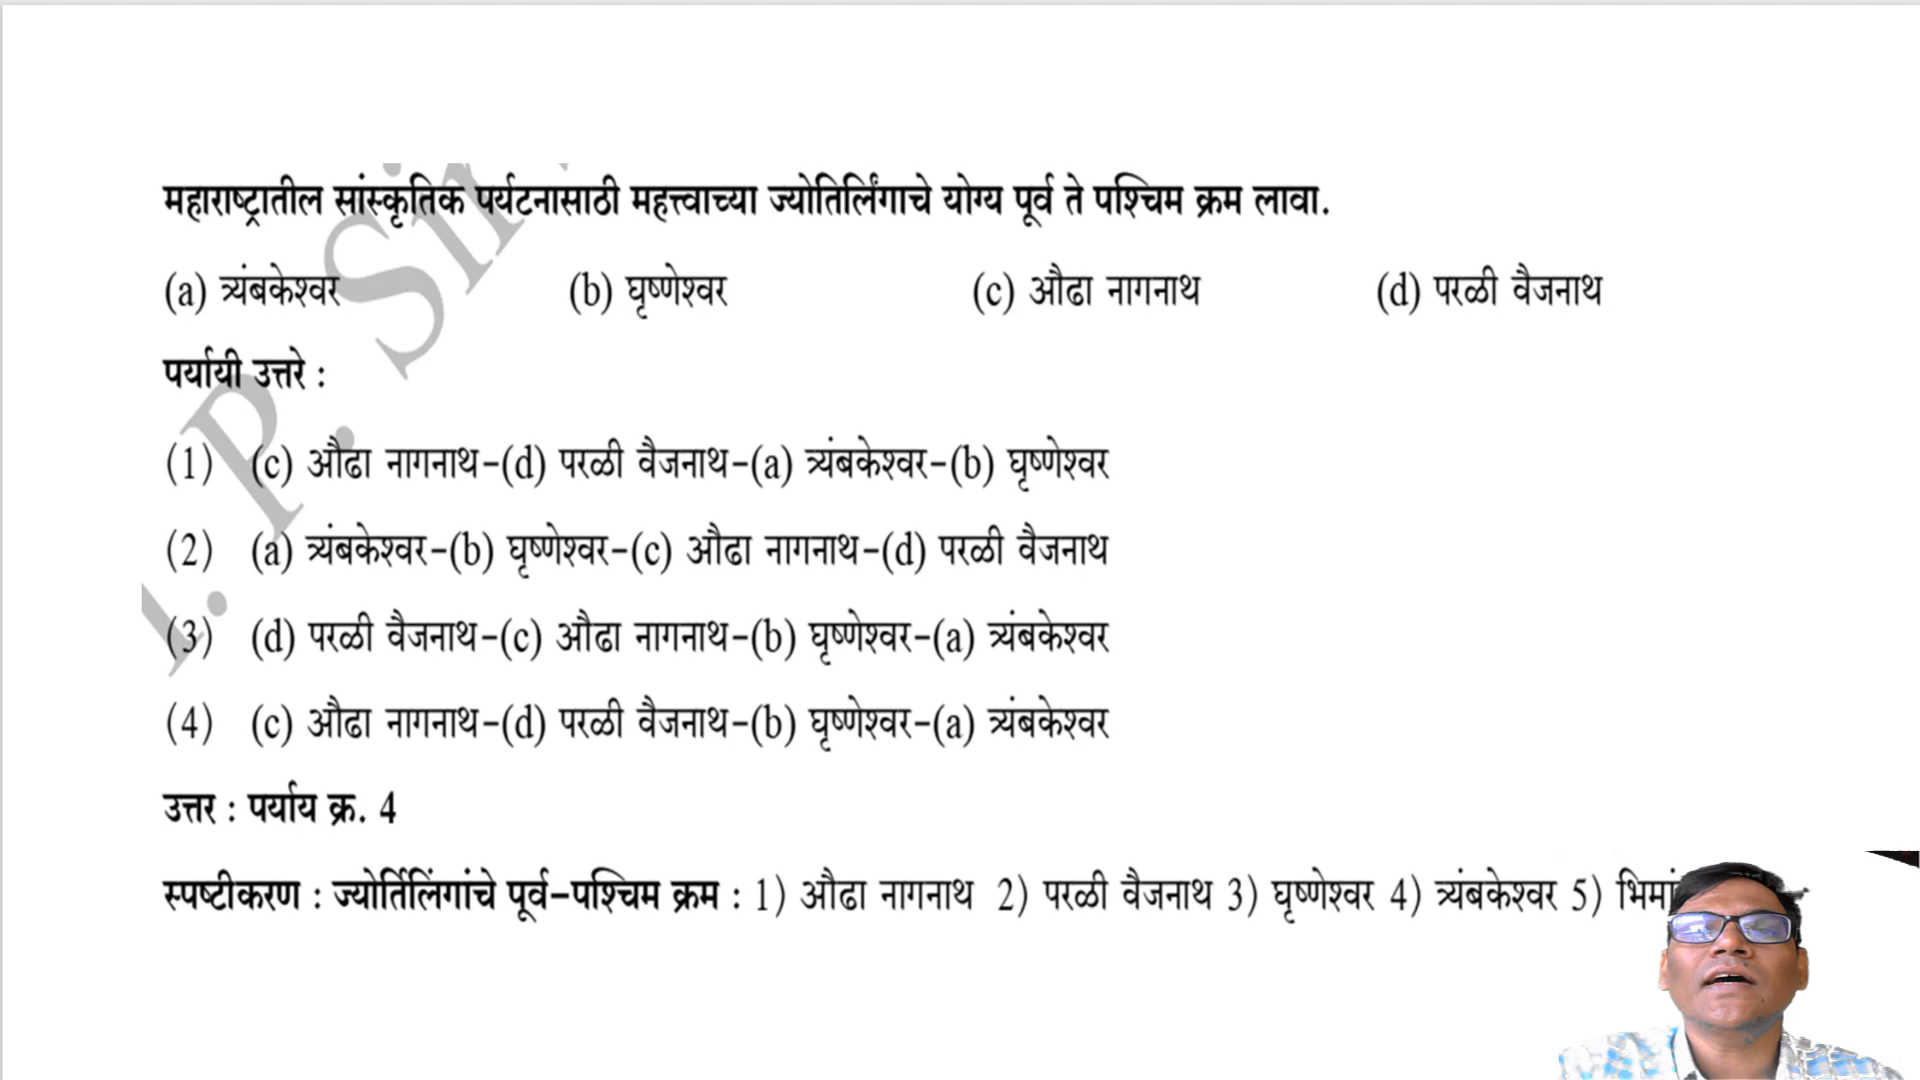 महाराष्ट्रातील सांस्कृतिक पर्यटनासाठी महत्त्वाच्या ज्योतिर्लिंगाचे योग्य पूर्व ते पश्चिम क्रम लावा.
(a) त्र्यंबकेश्वर (b) घृष्णेश्वर (c) औढा नागनाथ (d) परळी वैजनाथ
पर्यायी उत्तरे :
(1) (c) औढा नागनाथ-(d) परळी वैजनाथ-(a) त्र्यंबकेश्वर-(b) घृष्णेश्वर
(2) (a) त्र्यंबकेश्वर-(b) घृष्णेश्वर-(c) औढा नागनाथ-(d) परळी वैजनाथ
(3) (d) परळी वैजनाथ-(c) औढा नागनाथ-(b) घृष्णेश्वर-(a) त्र्यंबकेश्वर
(4) (c) औढा नागनाथ-(d) परळी वैजनाथ-(b) घृष्णेश्वर-(a) त्र्यंबकेश्वर
उत्तर : पर्याय क्र. 4
स्पष्टीकरण : ज्योर्तिलिंगांचे पूर्व-पश्चिम क्रम : 1) औढा नागनाथ 2) परळी वैजनाथ 3) घृष्णेश्वर 4) त्र्यंबकेश्वर 5)